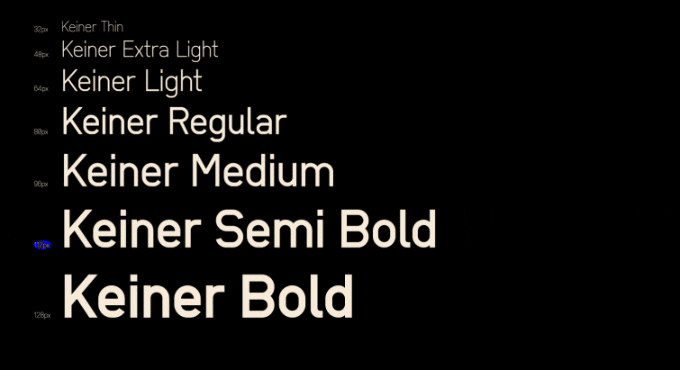 32px Keiner Thin
48px Keiner Extra Light
64px Keiner Light
Keiner Regular
96px Keiner Medium
Keiner Semi Bold
128px Keiner Bold